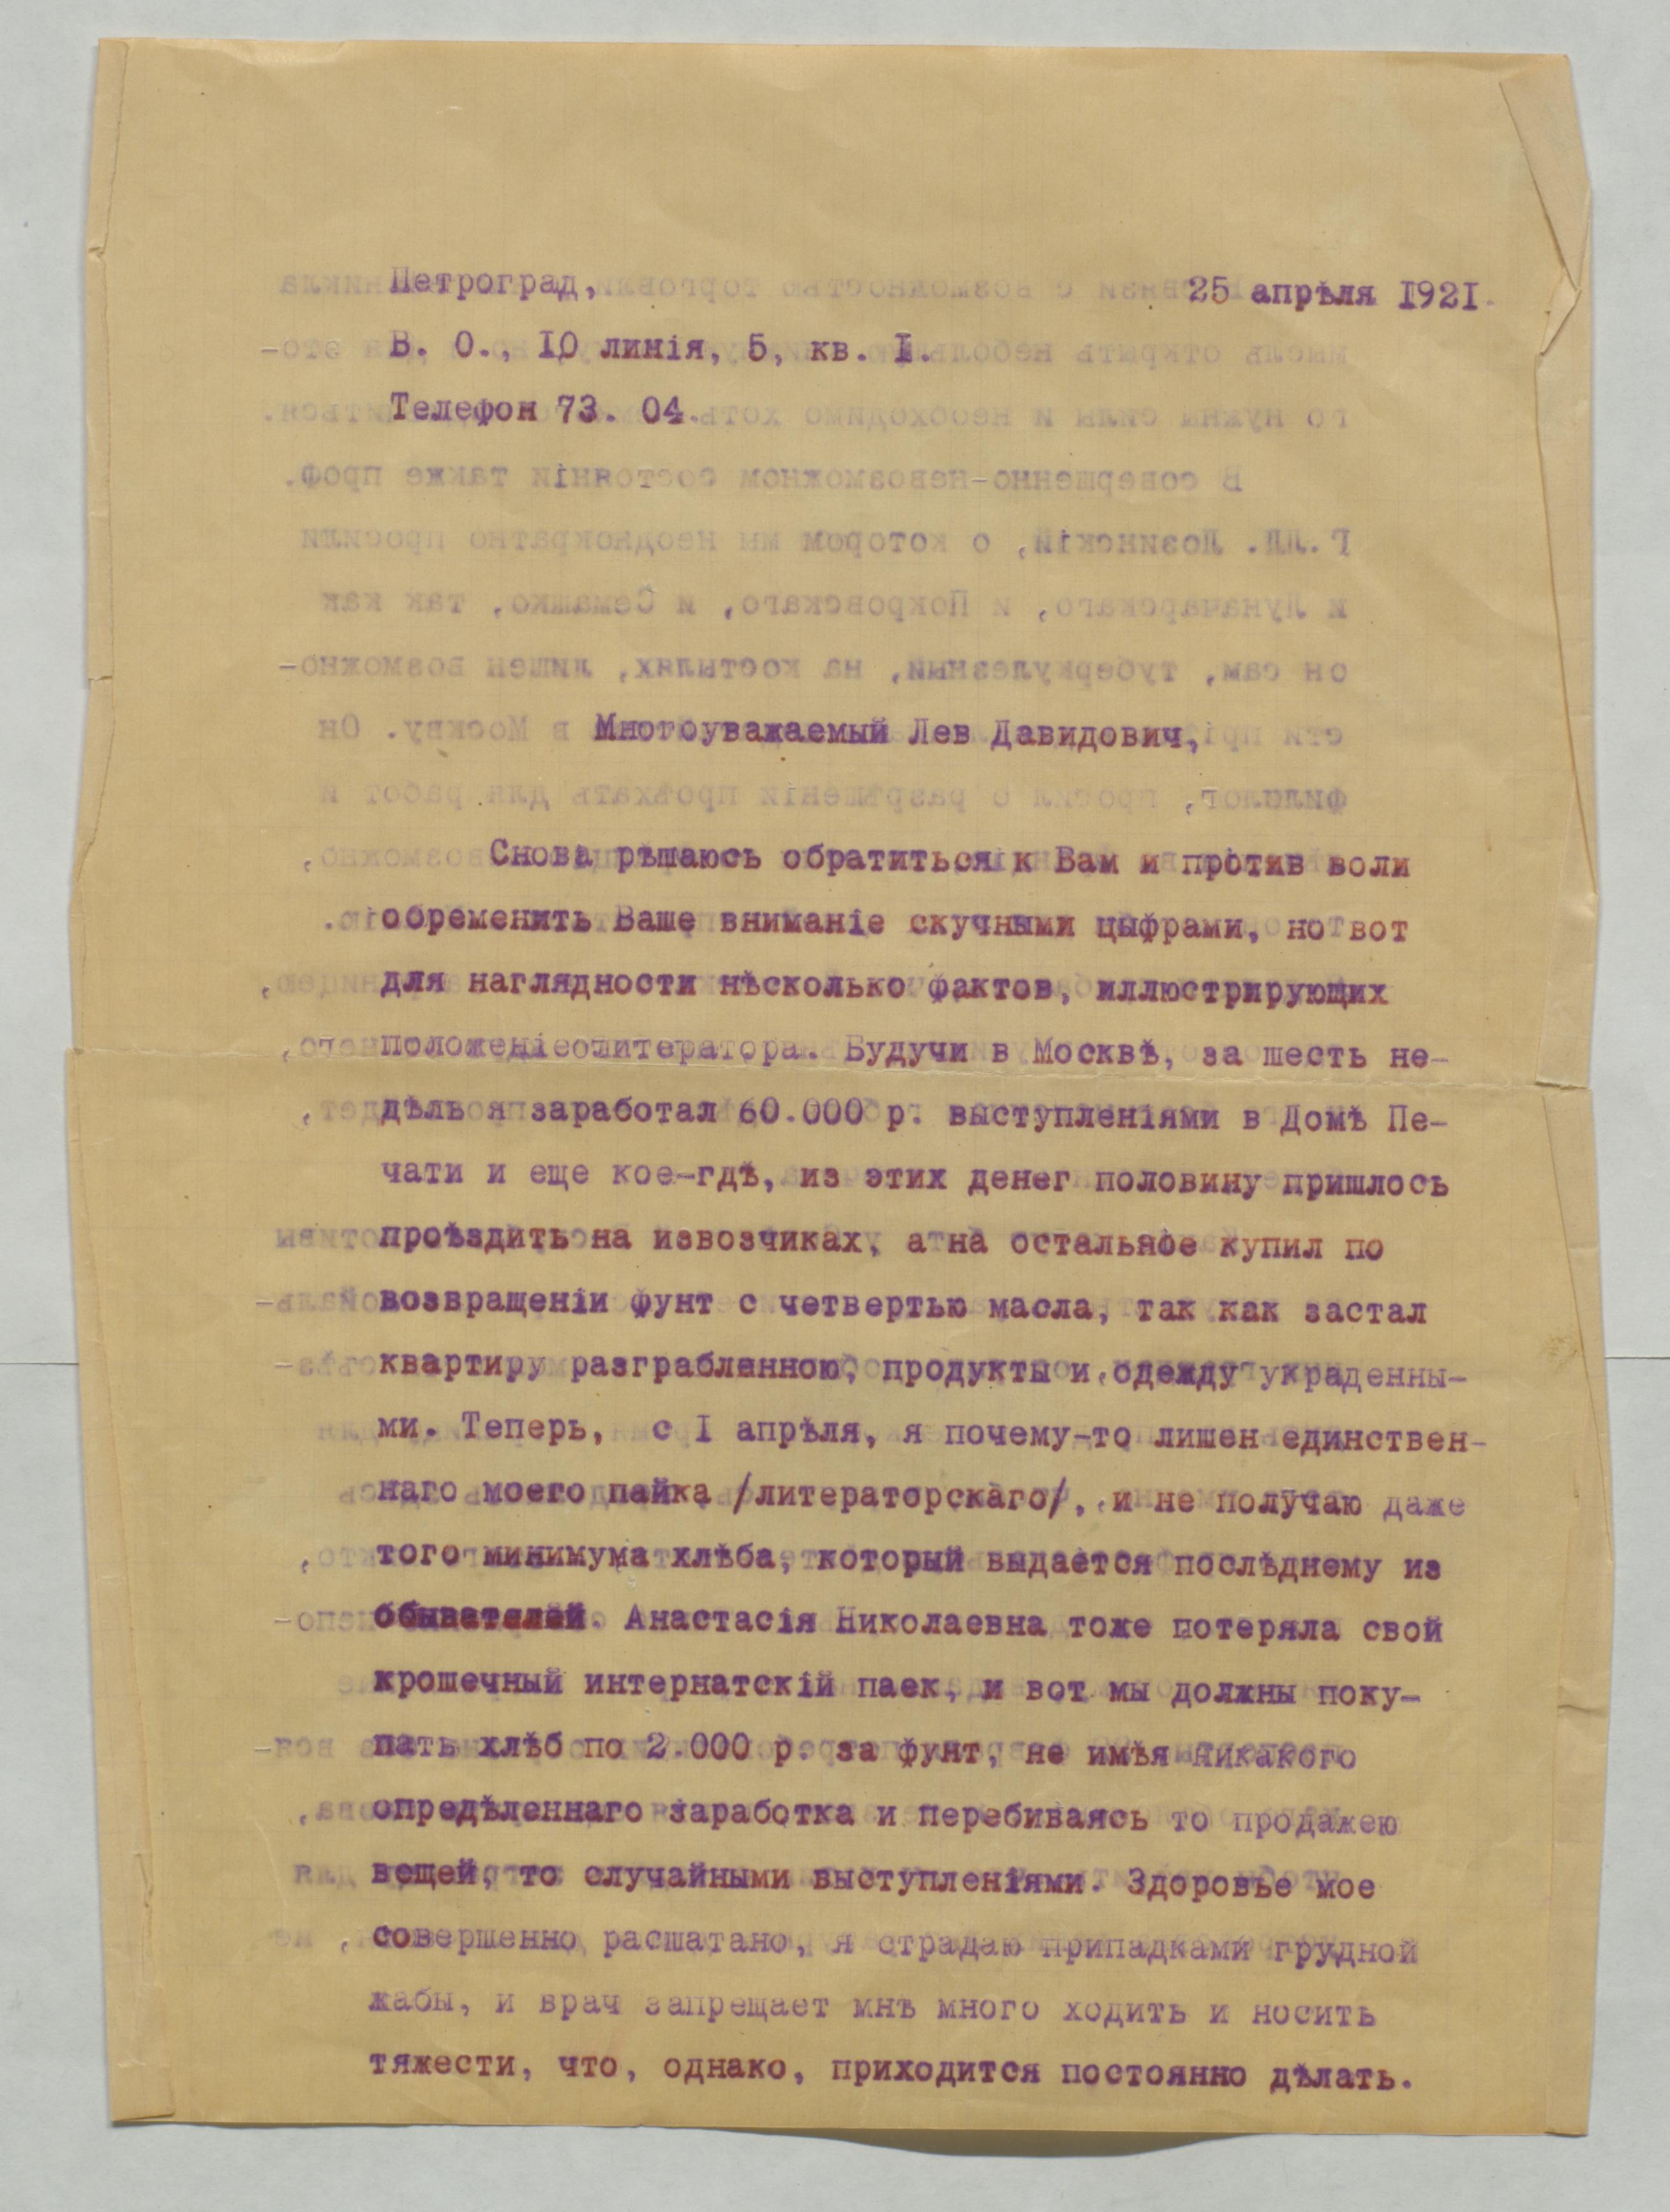 Петроград, 25 апрѣля 1921.
В. О., 10 линія, 5, кв. I.
Телефон 73. 04.
Многоуважаемый Лев Давидович,
Снова рѣшаюсь обратиться к Вам и против воли
обременить Ваше вниманіе скучными цыфрами, но вот
для наглядности нѣсколько фактов, иллюстрирующих
положеніе литератора. Будучи в Москвѣ, за шесть не-
дѣль я заработал 60.000 р. выступленіями в Домѣ Пе-
чати и еще кое-гдѣ, из этих денег половину пришлось
проѣздить на извозчиках, а на остальное купил по
возвращеніи фунт с четвертью масла, так как застал
квартиру разграбленною, продукты и одежду украденны-
ми. Теперь, с I апрѣля, я почему-то лишен единствен-
наго моего пайка /литераторскаго/, и не получаю даже
того минимума хлѣба, который выдается послѣднему из
обывателей. Анастасія Николаевна тоже потеряла свой
крошечный интернатскій паек, и вот мы должны поку-
пать хлѣб по 2.000 р. за фунт, не имѣя никакого
опредѣленнаго заработка и перебиваясь то продажею
вещей, то случайными выступленіями. Здоровье мое
совершенно расшатано, я страдаю припадками грудной
жабы, и врач запрещает мнѣ много ходить и носить
тяжести, что, однако, приходится постоянно дѣлать.